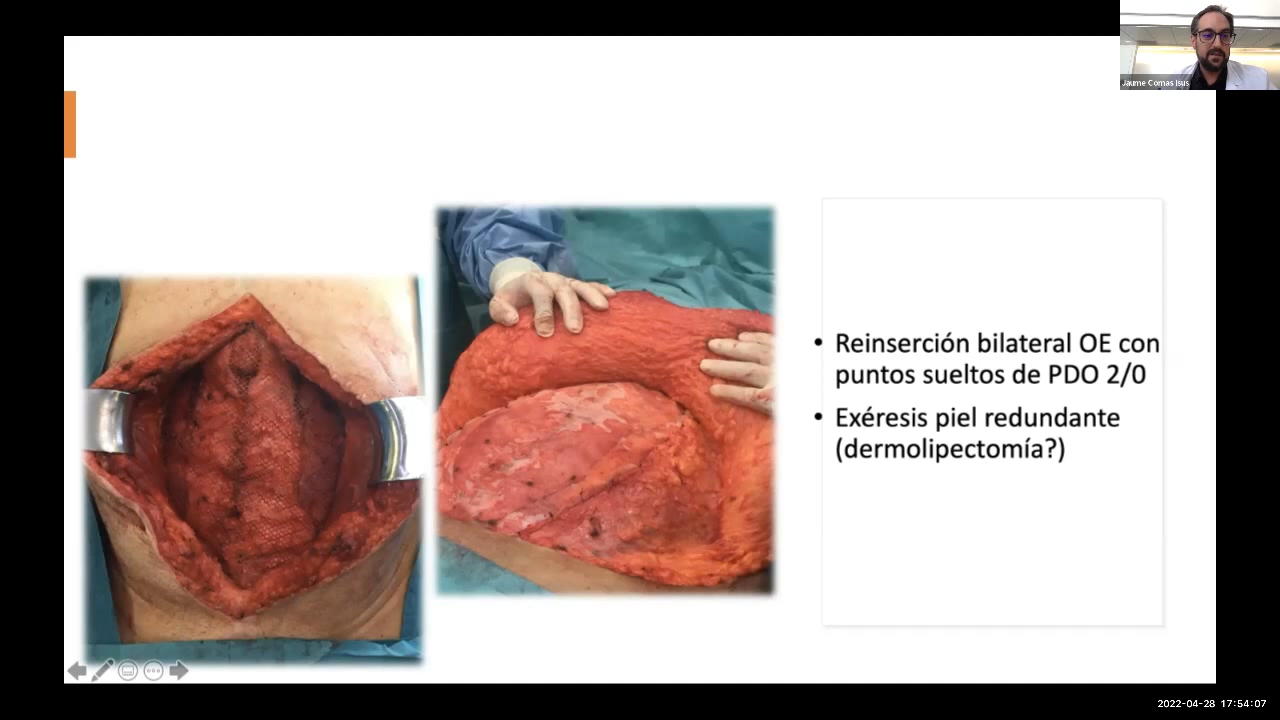 Jaume Comas Isus
• Reinserción bilateral OE con
puntos sueltos de PDO 2/0
• Exéresis piel redundante
(dermolipectomía?)
2022-04-28 17:54:07